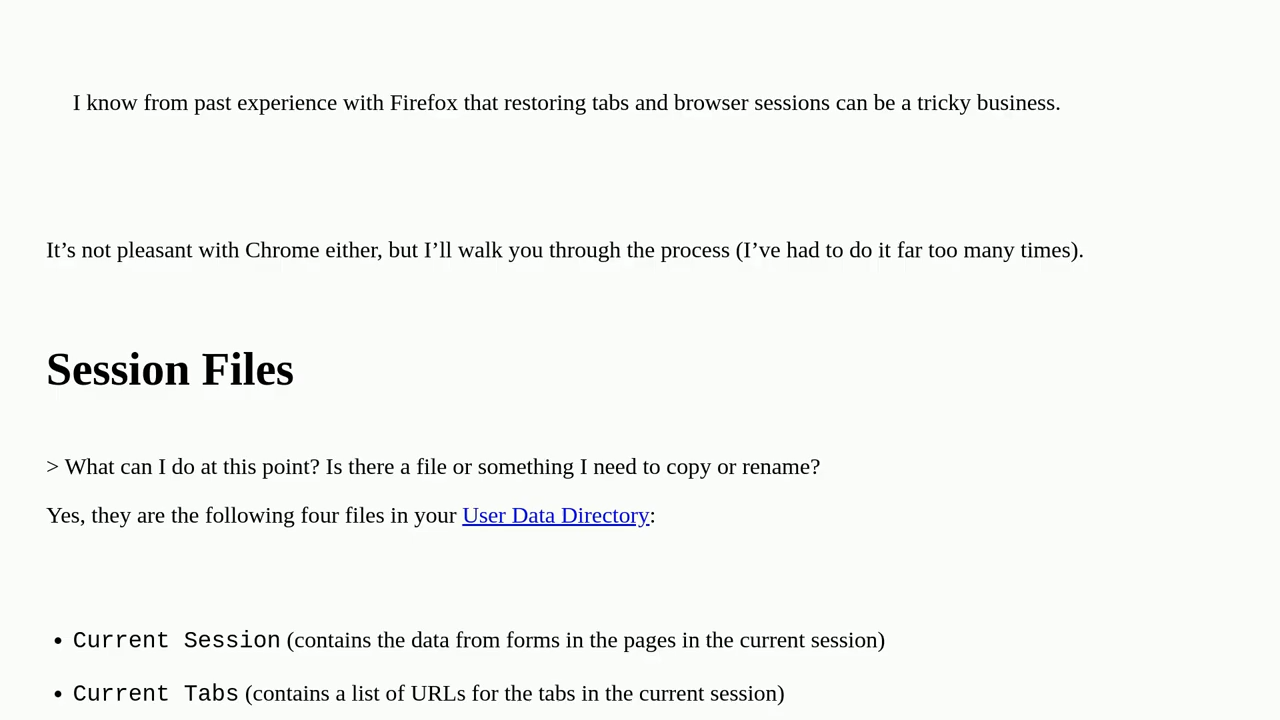 I know from past experience with Firefox that restoring tabs and browser sessions can be a tricky business.
It’s not pleasant with Chrome either, but I’ll walk you through the process (I’ve had to do it far too many times).
Session Files
> What can I do at this point? Is there a file or something I need to copy or rename?
Yes, they are the following four files in your User Data Directory:
• Current Session (contains the data from forms in the pages in the current session)
• Current Tabs (contains a list of URLs for the tabs in the current session)